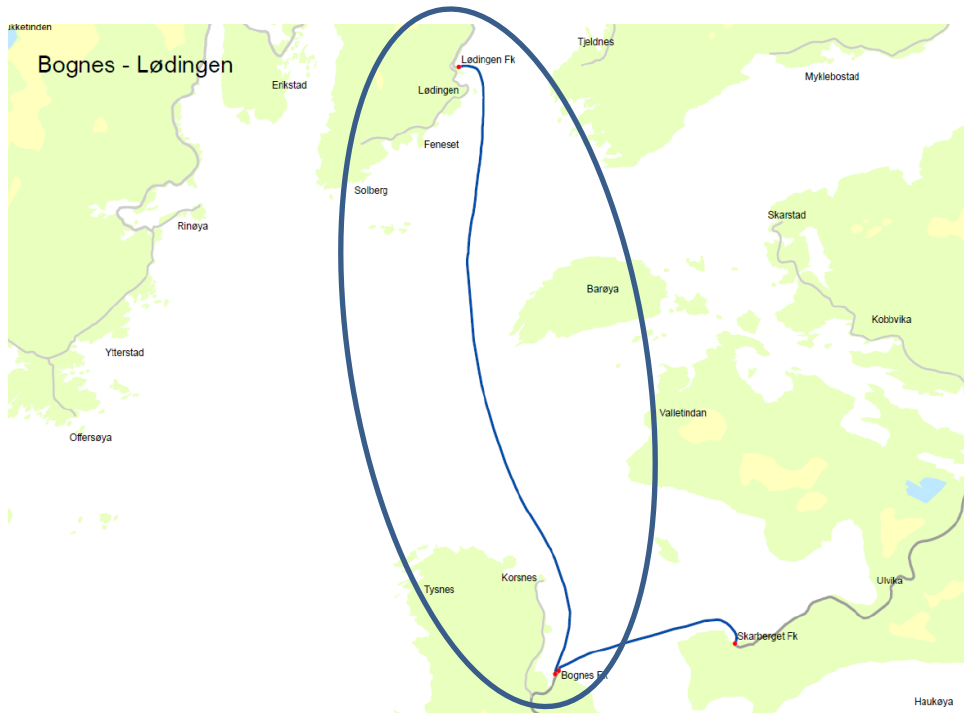 ukketinden
Bognes - Lødingen
Lødingen Fk
Tjeldnes
Myklebostad
Erikstad
Lødingen
Feneset
Solberg
Rinøya
Skarstad
Barøya
Kobbvika
Ytterstad
Valletindan
Offersøya
Korsnes
Tysnes
Ulvika
Skarberget Fk
Bognes Fk
Haukøya